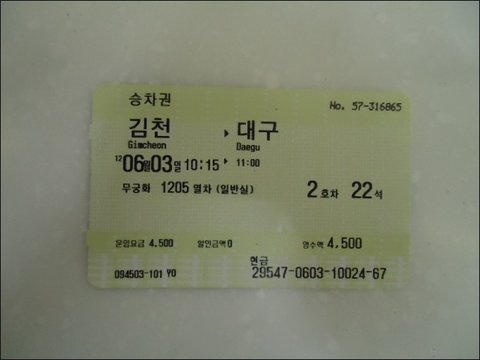 승차권
No. 57-316865
김천 ▸ 대구
Gimcheon Daegu
12 06월03일 10:15 ▸ 11:00
무궁화 1205 열차 (일반실) 2 호차 22 석
운임요금 4,500 할인금액 0 영수액 4,500
현금
094503-101 YO 29547-0603-10024-67